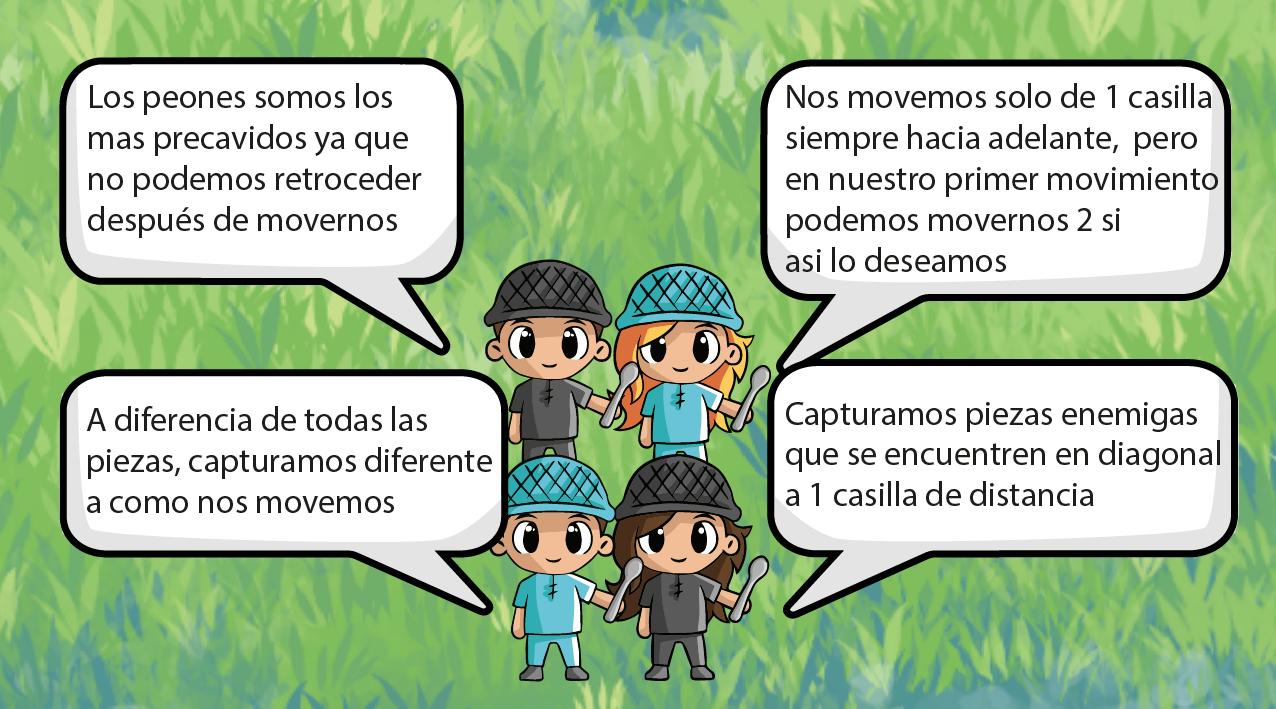 Los peones somos los
mas precavidos ya que
no podemos retroceder
después de movernos
Nos movemos solo de 1 casilla
siempre hacia adelante, pero
en nuestro primer movimiento
podemos movernos 2 si
asi lo deseamos
A diferencia de todas las
piezas, capturamos diferente
a como nos movemos
Capturamos piezas enemigas
que se encuentren en diagonal
a 1 casilla de distancia